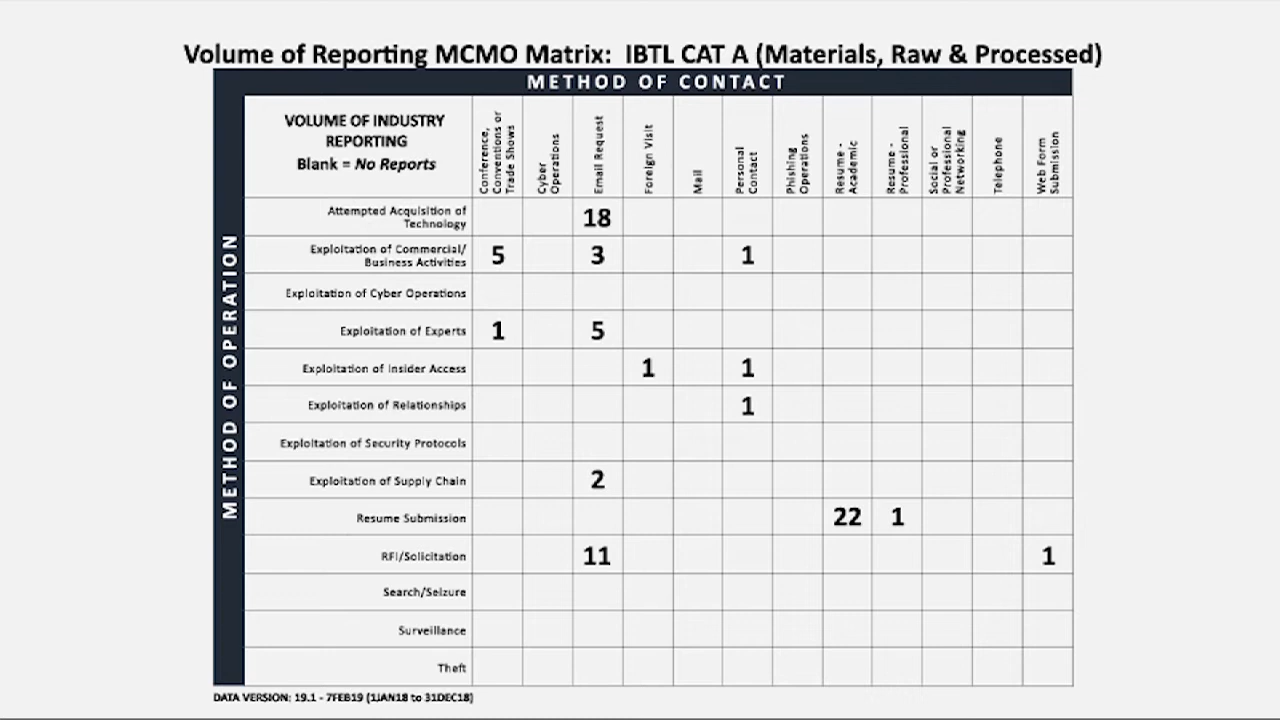 Volume of Reporting MCMO Matrix: IBTL CAT A (Materials, Raw & Processed)
METHOD OF CONTACT
METHOD OF OPERATION
VOLUME OF INDUSTRY
REPORTING
Blank = No Reports
Conference,
Conventions or
Trade Shows
Cyber
Operations
Email Request
Foreign Visit
Mail
Personal
Contact
Phishing
Operations
Resume -
Academic
Resume -
Professional
Social or
Professional
Networking
Telephone
Web Form
Submission
Attempted Acquisition of
Technology
18
Exploitation of Commercial/
Business Activities
5 3 1
Exploitation of Cyber Operations
Exploitation of Experts 1 5
Exploitation of Insider Access 1 1
Exploitation of Relationships 1
Exploitation of Security Protocols
Exploitation of Supply Chain 2
Resume Submission 22 1
RFI/Solicitation 11 1
Search/Seizure
Surveillance
Theft
DATA VERSION: 19.1 - 7FEB19 (1JAN18 to 31DEC18)